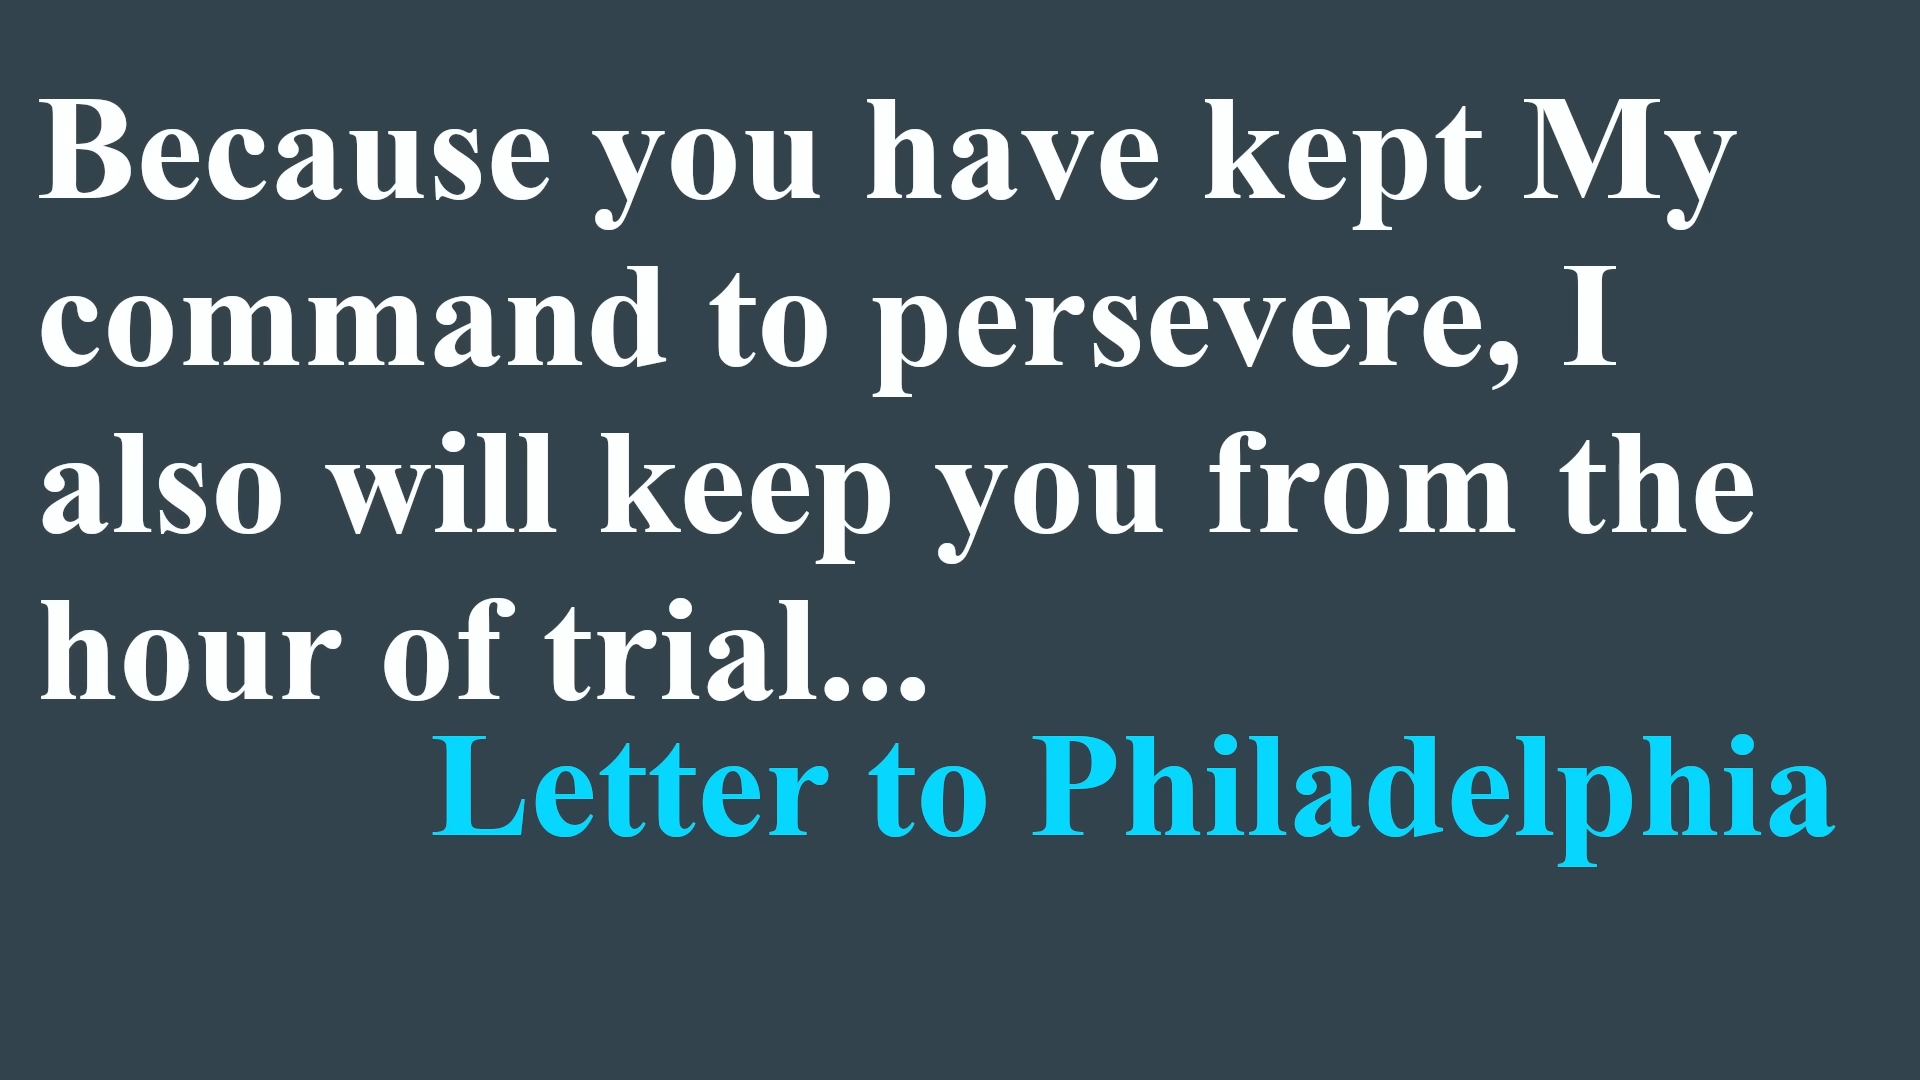 Because you have kept My
command to persevere, I
also will keep you from the
hour of trial...
Letter to Philadelphia